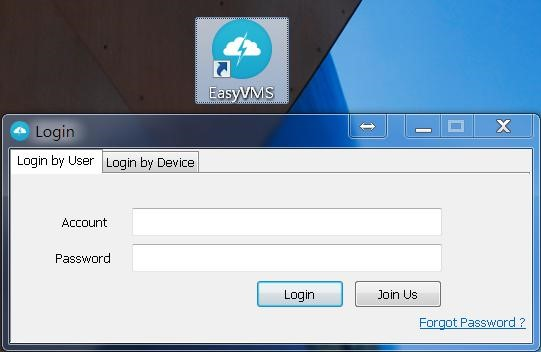 EasyVMS
Login
Login by User Login by Device
Account
Password
Login Join Us
Forgot Password ?